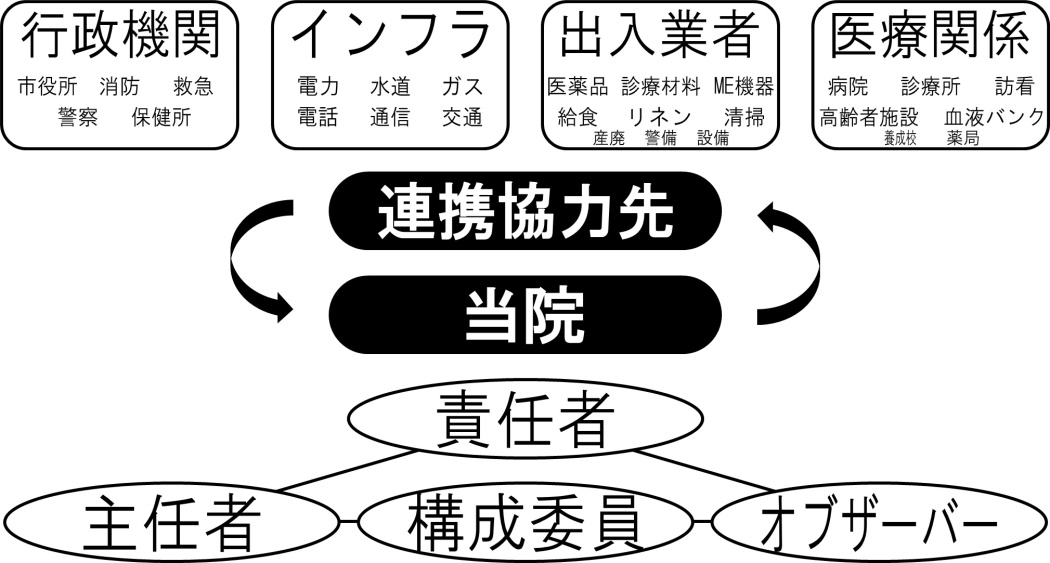 行政機関
市役所 消防 救急
警察 保健所
インフラ
電力 水道 ガス
電話 通信 交通
出入業者
医薬品 診療材料 ME機器
給食 リネン 清掃
産廃 警備 設備
医療関係
病院 診療所 訪看
高齢者施設 血液バンク
養成校 薬局
連携協力先
当院
責任者
主任者
構成委員
オブザーバー